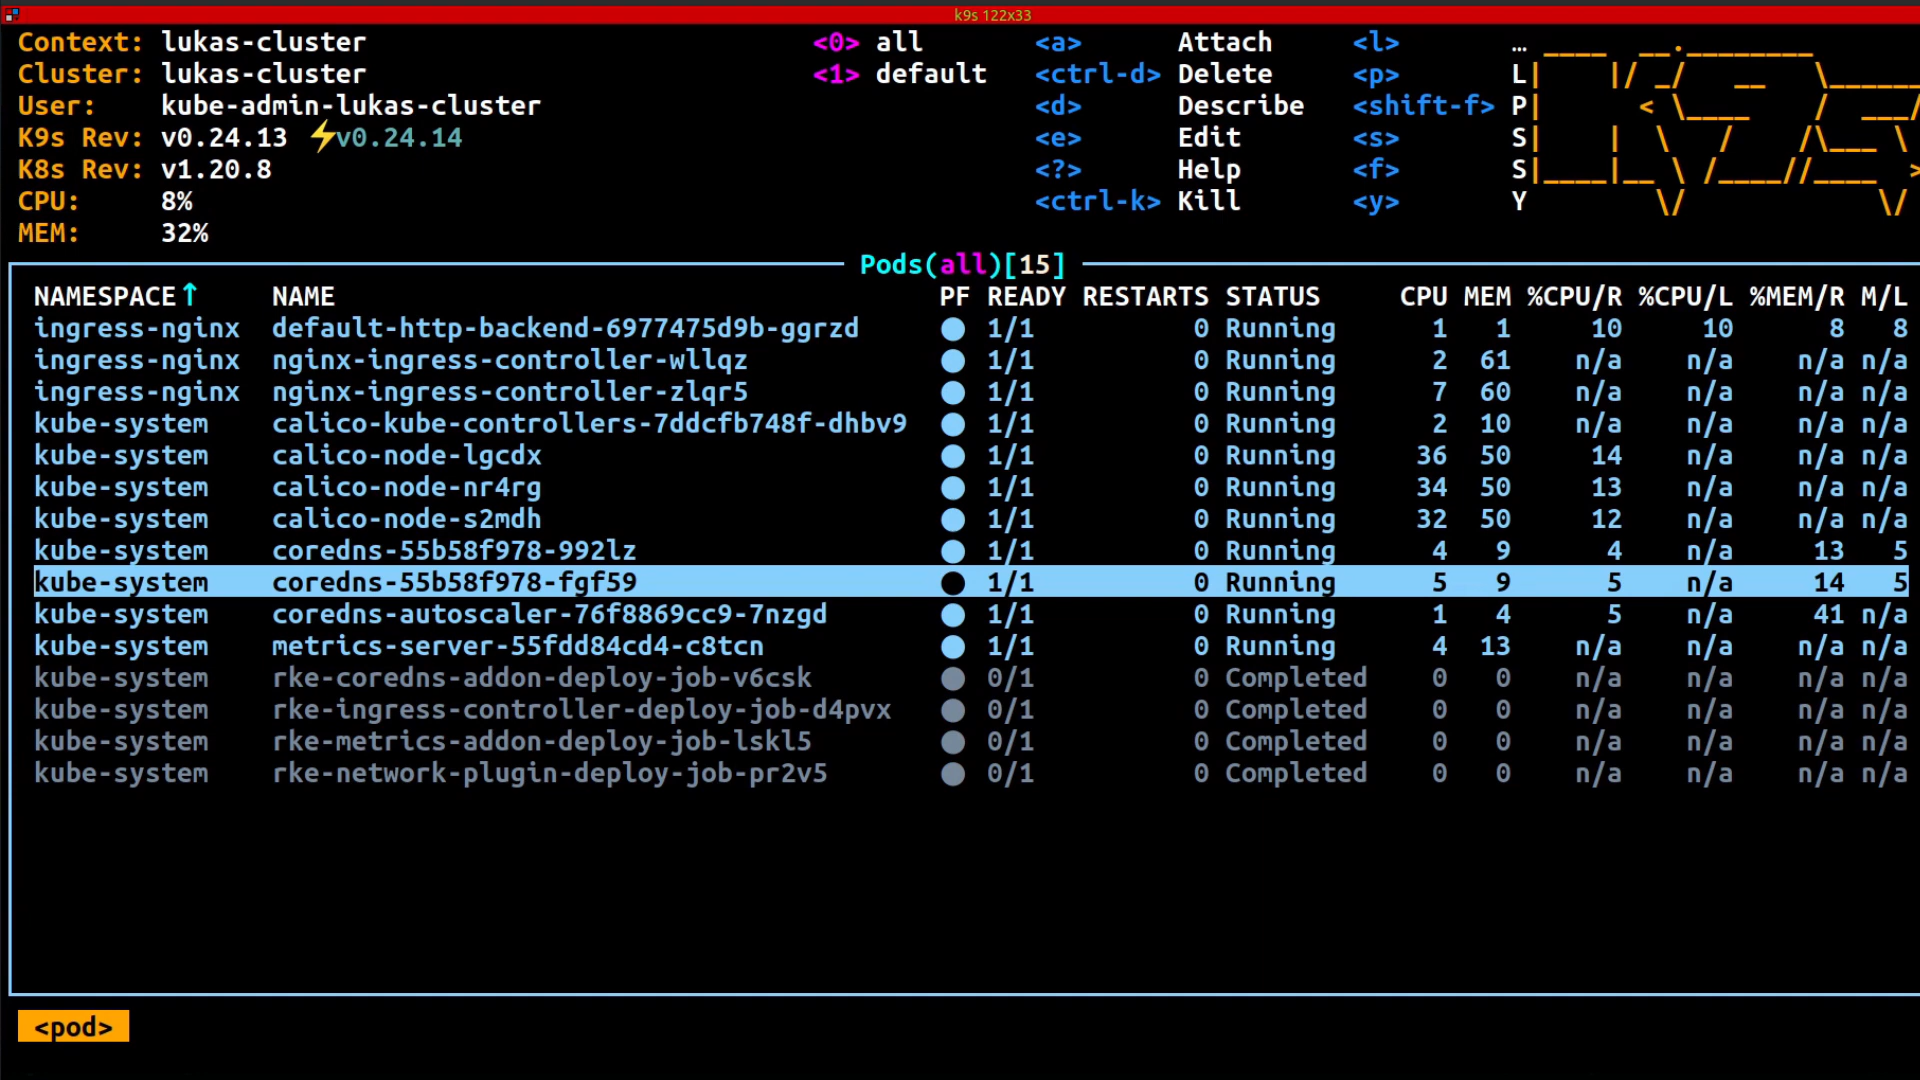 k9s 122x33
Context: lukas-cluster <0> all <a> Attach <l> …
Cluster: lukas-cluster <1> default <ctrl-d> Delete <p> L
User: kube-admin-lukas-cluster <d> Describe <shift-f> P
K9s Rev: v0.24.13 ⚡v0.24.14 <e> Edit <s> S
K8s Rev: v1.20.8 <?> Help <f> S
CPU: 8% <ctrl-k> Kill <y> Y
MEM: 32%
Pods(all)[15]
NAMESPACE↑ NAME PF READY RESTARTS STATUS CPU MEM %CPU/R %CPU/L %MEM/R M/L
ingress-nginx default-http-backend-6977475d9b-ggrzd ● 1/1 0 Running 1 1 10 10 8 8
ingress-nginx nginx-ingress-controller-wllqz ● 1/1 0 Running 2 61 n/a n/a n/a n/a
ingress-nginx nginx-ingress-controller-zlqr5 ● 1/1 0 Running 7 60 n/a n/a n/a n/a
kube-system calico-kube-controllers-7ddcfb748f-dhbv9 ● 1/1 0 Running 2 10 n/a n/a n/a n/a
kube-system calico-node-lgcdx ● 1/1 0 Running 36 50 14 n/a n/a n/a
kube-system calico-node-nr4rg ● 1/1 0 Running 34 50 13 n/a n/a n/a
kube-system calico-node-s2mdh ● 1/1 0 Running 32 50 12 n/a n/a n/a
kube-system coredns-55b58f978-992lz ● 1/1 0 Running 4 9 4 n/a 13 5
kube-system coredns-55b58f978-fgf59 ● 1/1 0 Running 5 9 5 n/a 14 5
kube-system coredns-autoscaler-76f8869cc9-7nzgd ● 1/1 0 Running 1 4 5 n/a 41 n/a
kube-system metrics-server-55fdd84cd4-c8tcn ● 1/1 0 Running 4 13 n/a n/a n/a n/a
kube-system rke-coredns-addon-deploy-job-v6csk ● 0/1 0 Completed 0 0 n/a n/a n/a n/a
kube-system rke-ingress-controller-deploy-job-d4pvx ● 0/1 0 Completed 0 0 n/a n/a n/a n/a
kube-system rke-metrics-addon-deploy-job-lskl5 ● 0/1 0 Completed 0 0 n/a n/a n/a n/a
kube-system rke-network-plugin-deploy-job-pr2v5 ● 0/1 0 Completed 0 0 n/a n/a n/a n/a
<pod>